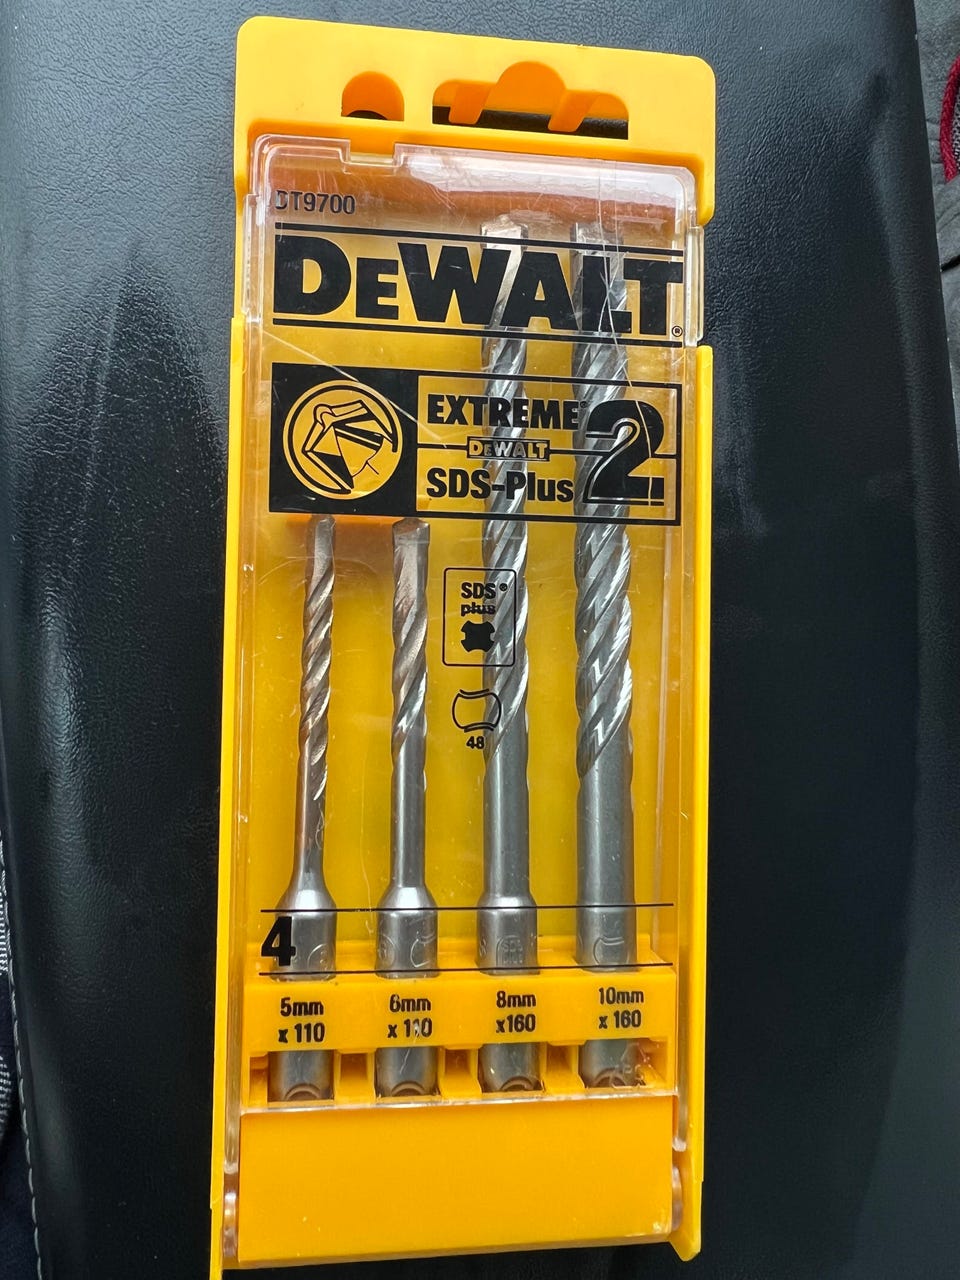 DT9700
DEWALT®
EXTREME®
DEWALT
SDS-Plus
2
SDS®
plus
48
4
5mm
x 110
6mm
x 110
8mm
x160
10mm
x 160